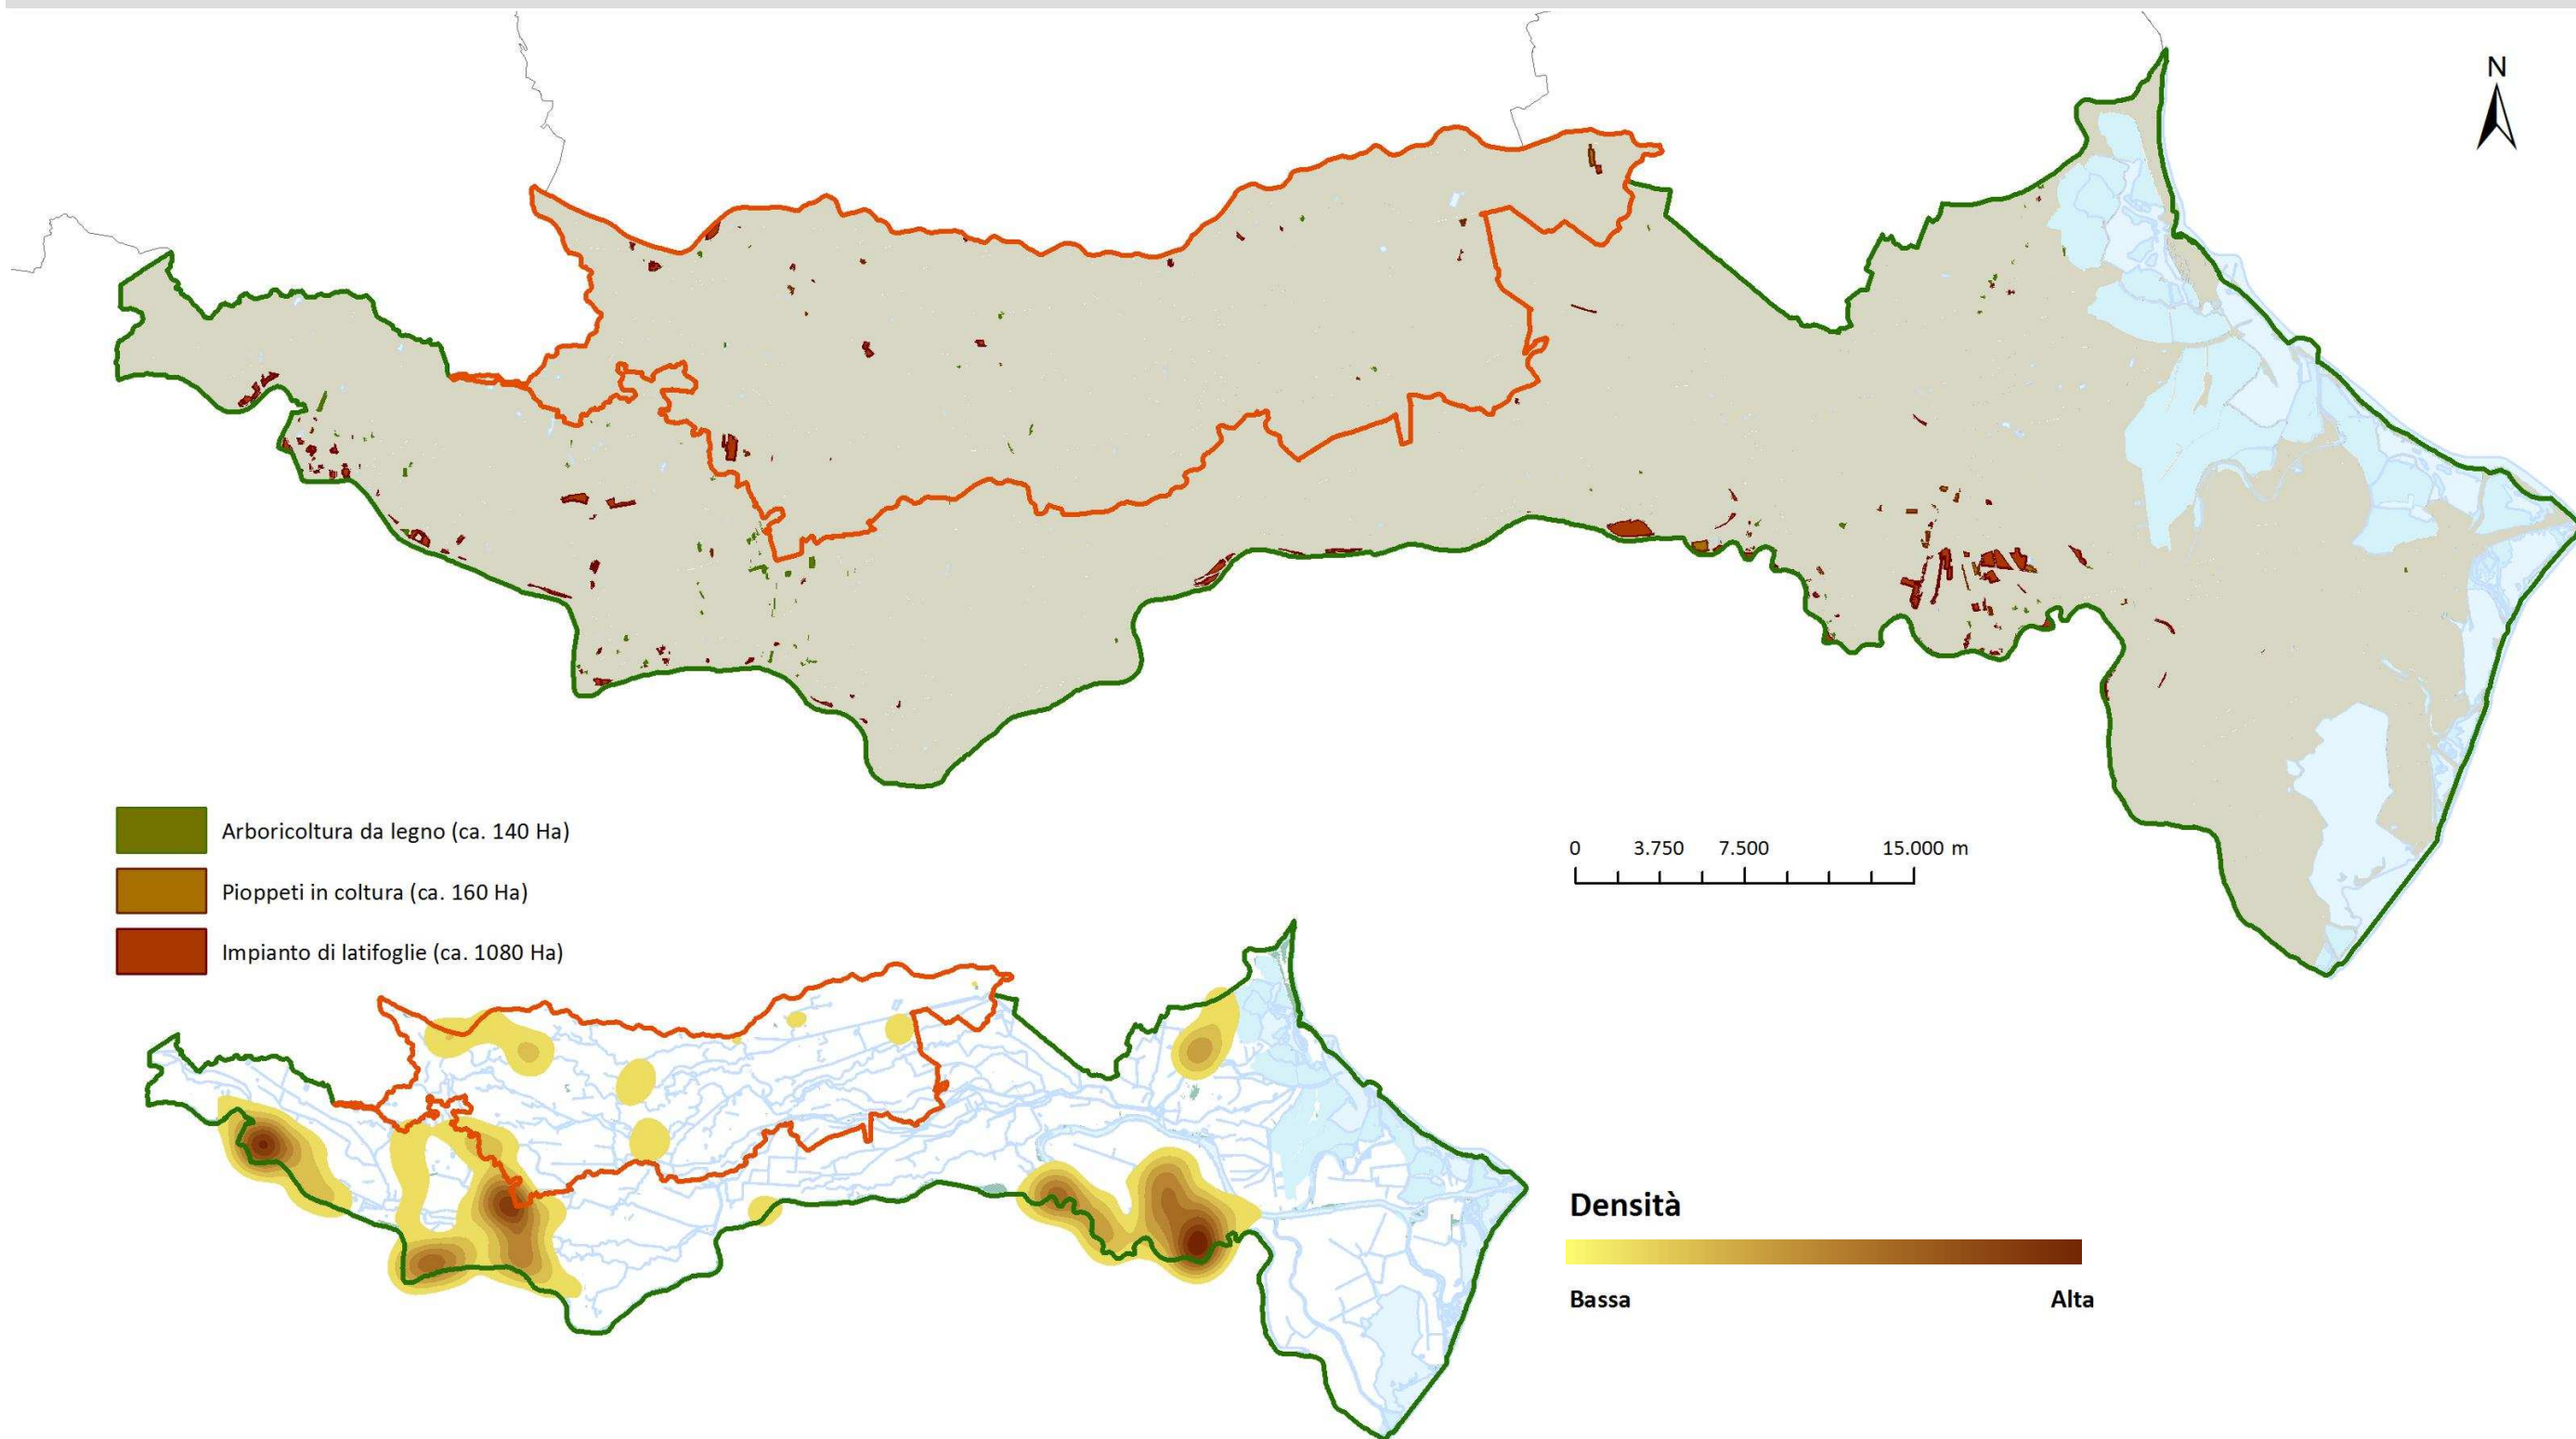 N
Arboricoltura da legno (ca. 140 Ha)
Pioppeti in coltura (ca. 160 Ha)
Impianto di latifoglie (ca. 1080 Ha)
0 3.750 7.500 15.000 m
Densità
Bassa Alta